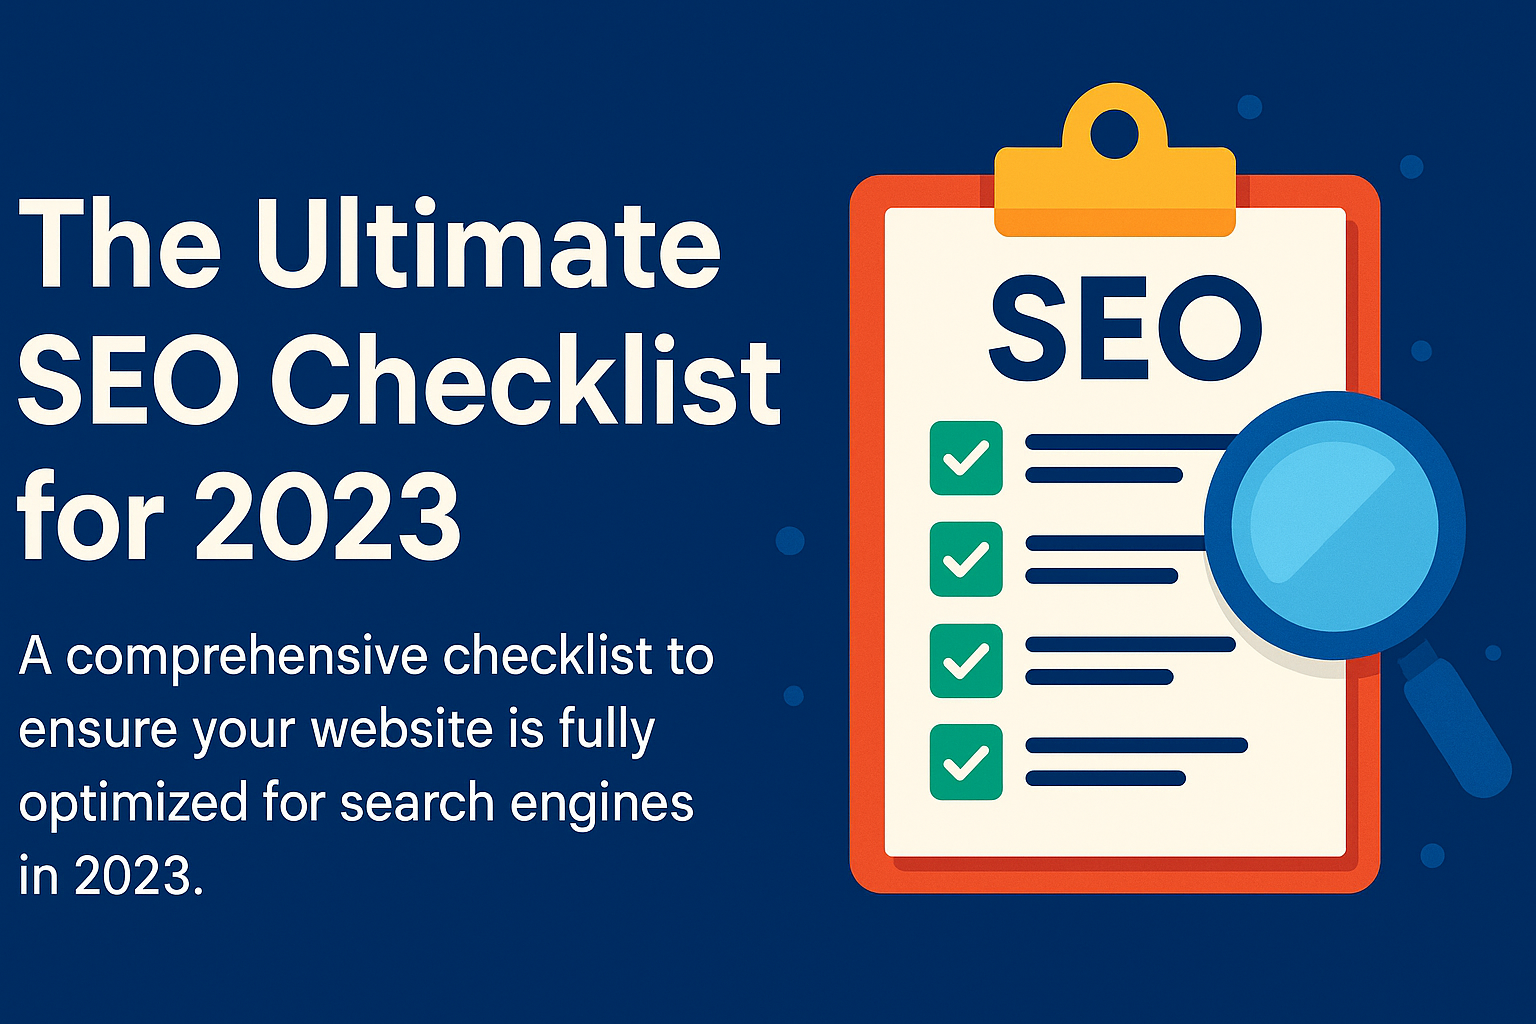 The Ultimate
SEO Checklist
for 2023
A comprehensive checklist to
ensure your website is fully
optimized for search engines
in 2023.
SEO